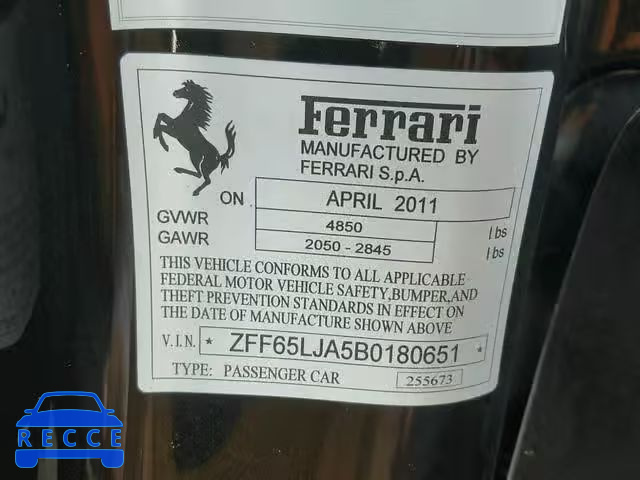 Ferrari
MANUFACTURED BY
FERRARI S.p.A.
ON APRIL 2011
GVWR 4850 lbs
GAWR 2050 - 2845 lbs
THIS VEHICLE CONFORMS TO ALL APPLICABLE
FEDERAL MOTOR VEHICLE SAFETY,BUMPER,AND
THEFT PREVENTION STANDARDS IN EFFECT ON
THE DATE OF MANUFACTURE SHOWN ABOVE
V.I.N. * ZFF65LJA5B0180651 *
TYPE: PASSENGER CAR 255673
RECCE